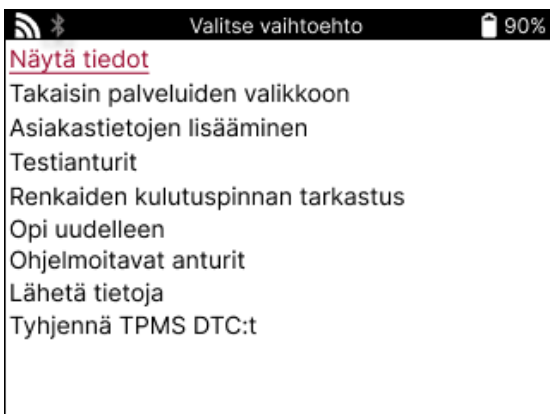 Valitse vaihtoehto 90%
Näytä tiedot
Takaisin palveluiden valikkoon
Asiakastietojen lisääminen
Testianturit
Renkaiden kulutuspinnan tarkastus
Opi uudelleen
Ohjelmoitavat anturit
Lähetä tietoja
Tyhjennä TPMS DTC:t